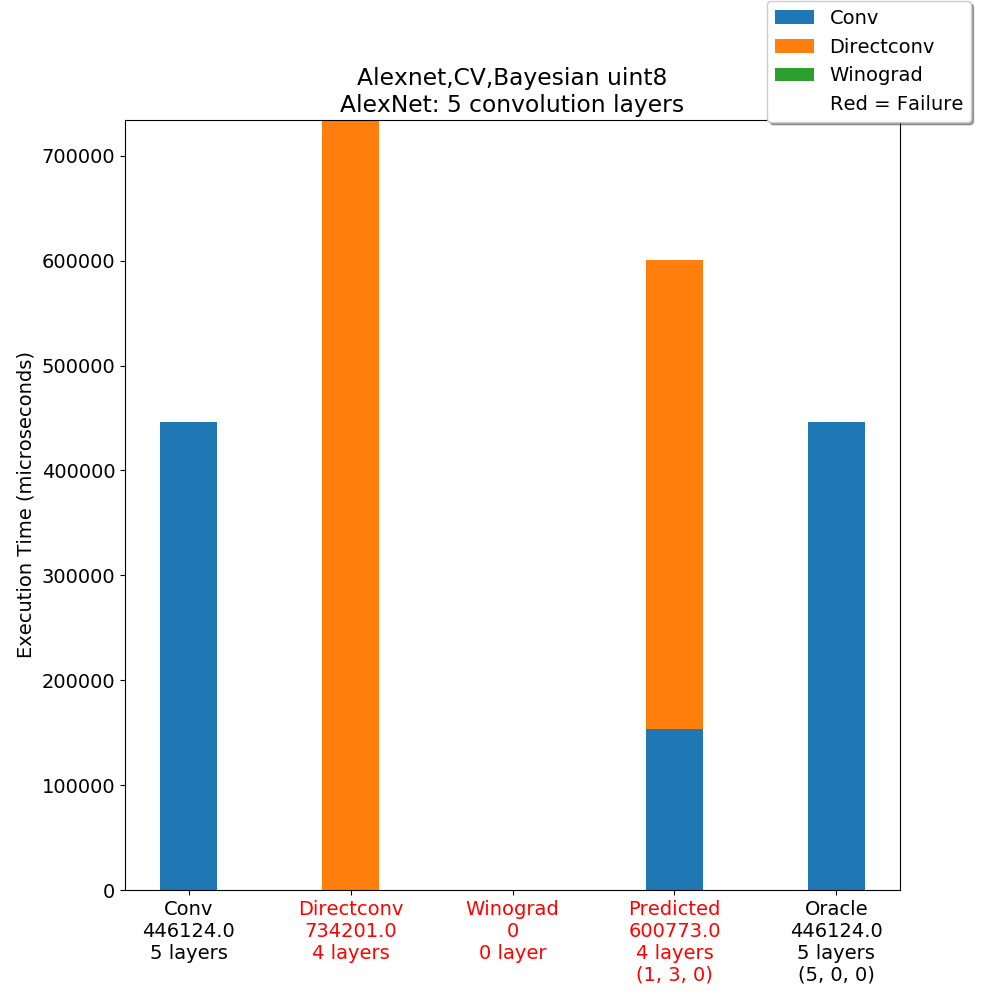 Conv
Directconv
Winograd
Red = Failure
Alexnet,CV,Bayesian uint8
AlexNet: 5 convolution layers
Execution Time (microseconds)
700000
600000
500000
400000
300000
200000
100000
0
Conv
446124.0
5 layers
Directconv
734201.0
4 layers
Winograd
0
0 layer
Predicted
600773.0
4 layers
(1, 3, 0)
Oracle
446124.0
5 layers
(5, 0, 0)